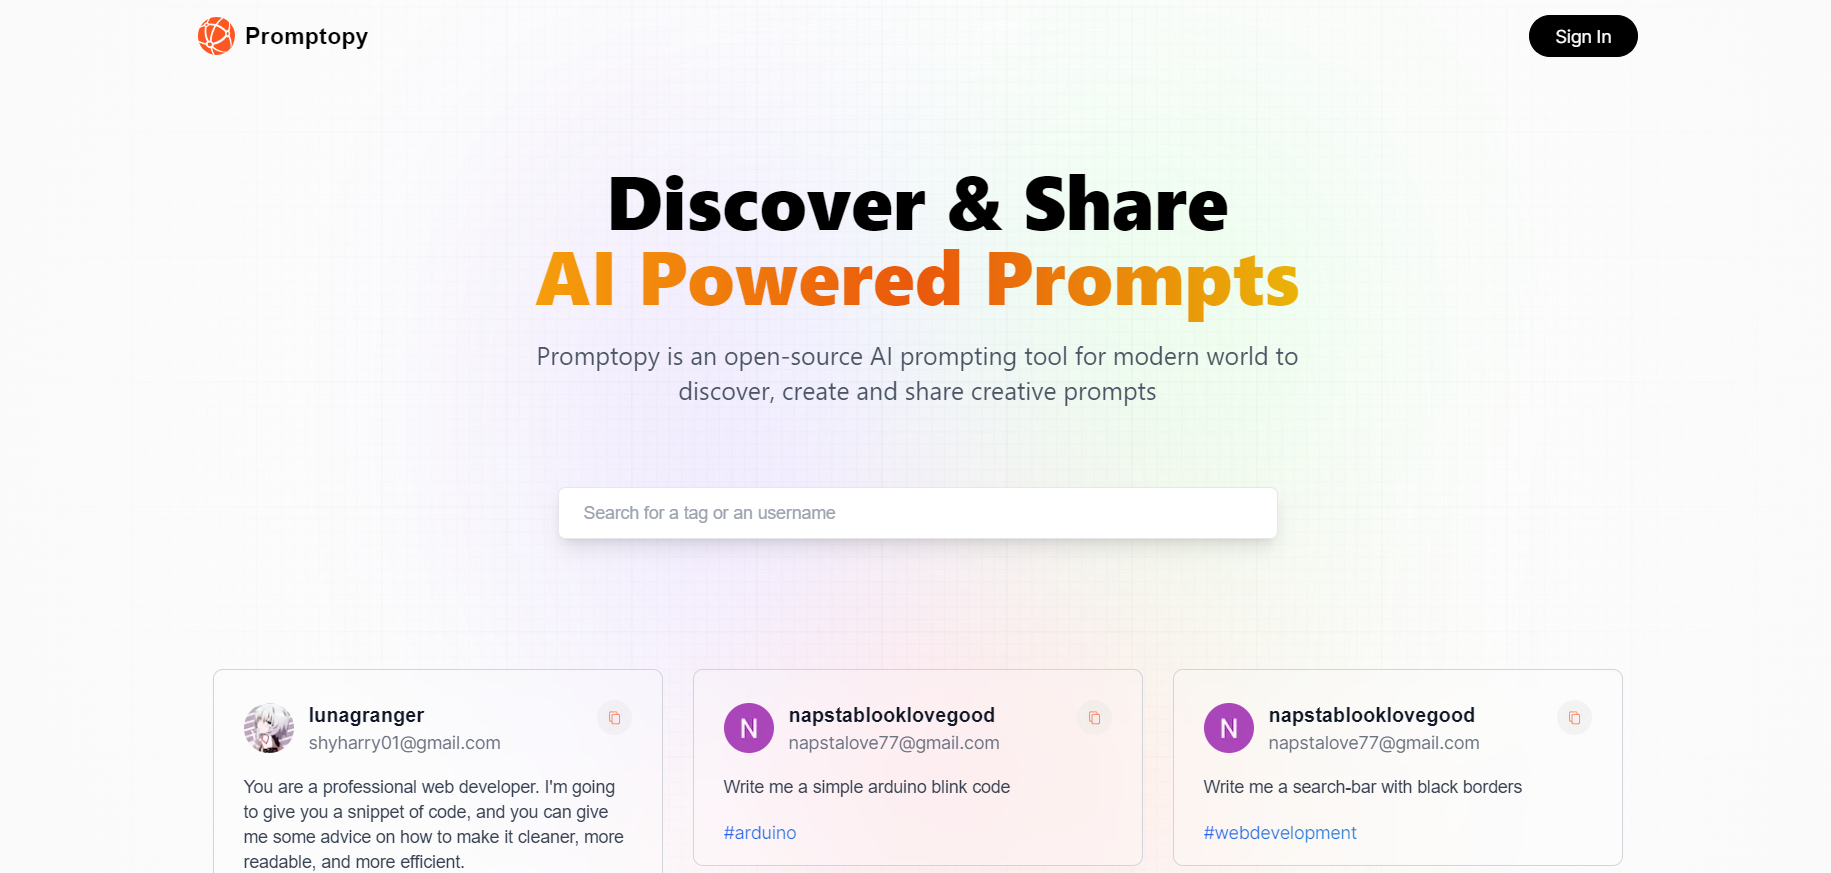 Promptopy
Sign In
Discover & Share
AI Powered Prompts
Promptopy is an open-source AI prompting tool for modern world to
discover, create and share creative prompts
Search for a tag or an username
lunagranger
shyharry01@gmail.com
You are a professional web developer. I'm going
to give you a snippet of code, and you can give
me some advice on how to make it cleaner, more
readable, and more efficient.
N
napstablooklovegood
napstalove77@gmail.com
Write me a simple arduino blink code
#arduino
N
napstablooklovegood
napstalove77@gmail.com
Write me a search-bar with black borders
#webdevelopment